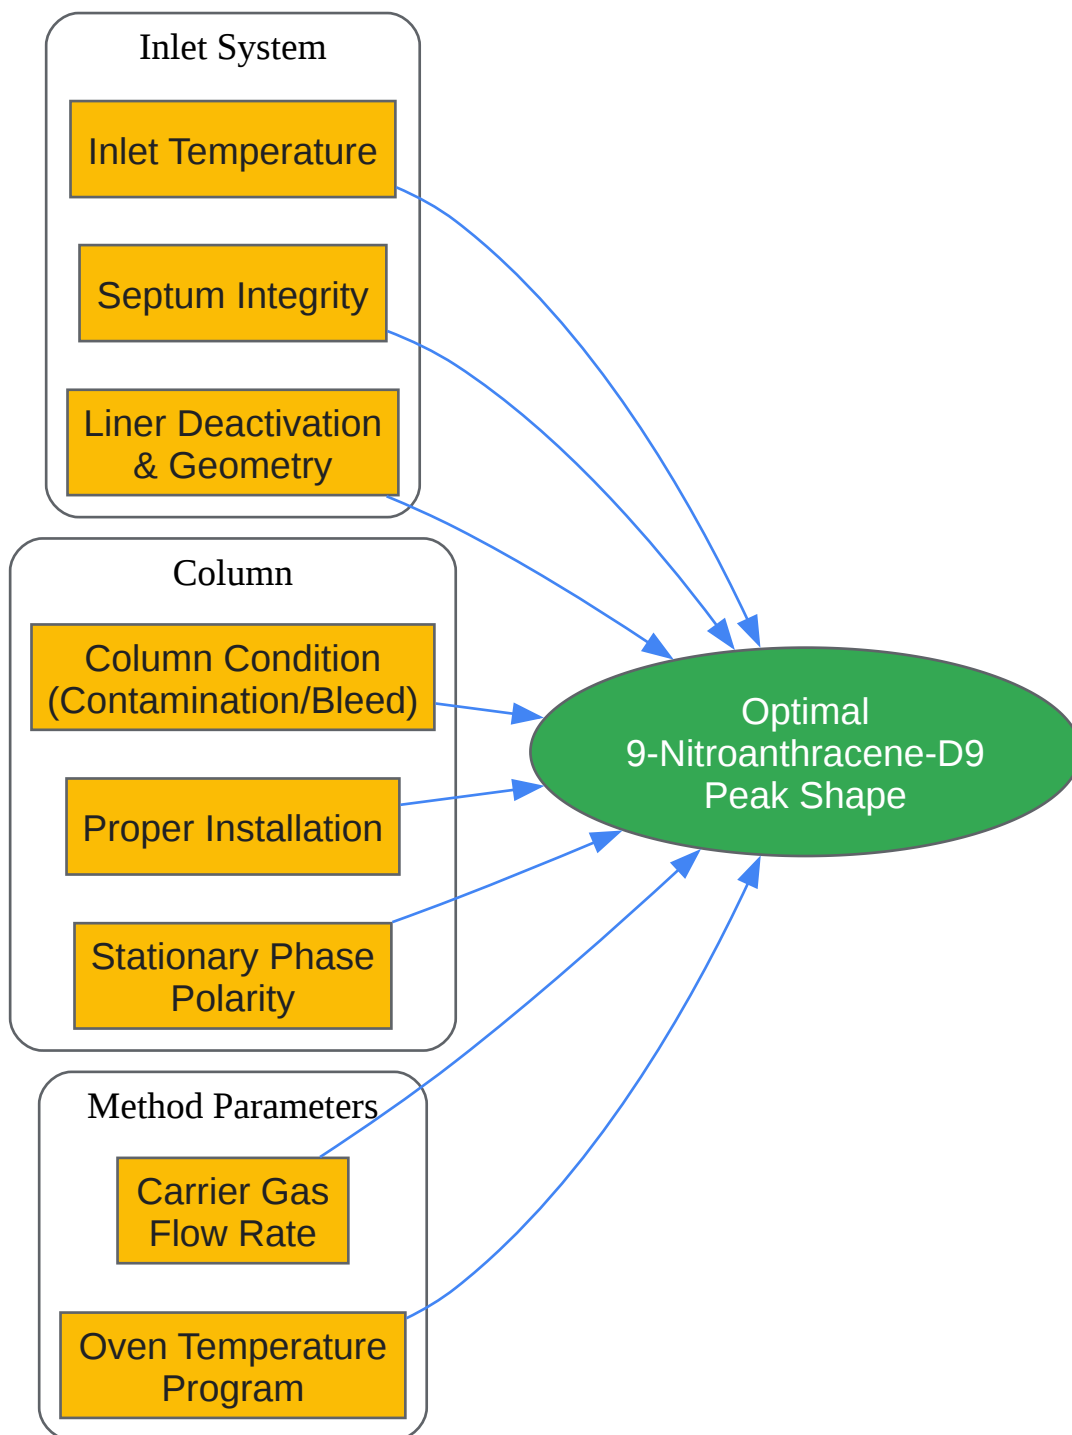 Inlet System
Inlet Temperature
Septum Integrity
Liner Deactivation
& Geometry
Column
Column Condition
(Contamination/Bleed)
Proper Installation
Stationary Phase
Polarity
Method Parameters
Carrier Gas
Flow Rate
Oven Temperature
Program
Optimal
9-Nitroanthracene-D9
Peak Shape